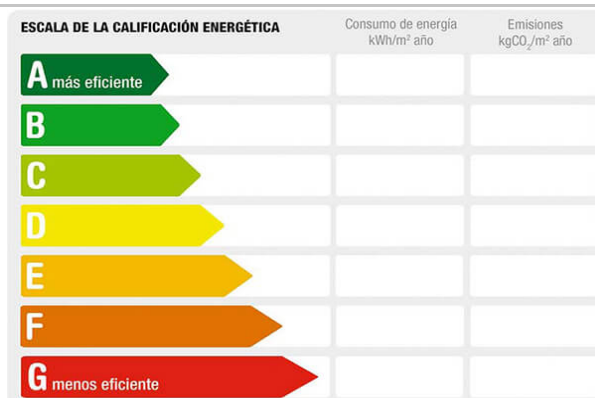 ESCALA DE LA CALIFICACIÓN ENERGÉTICA
Consumo de energía
kWh/m² año
Emisiones
kgCO₂/m² año
A más eficiente
B
C
D
E
F
G menos eficiente